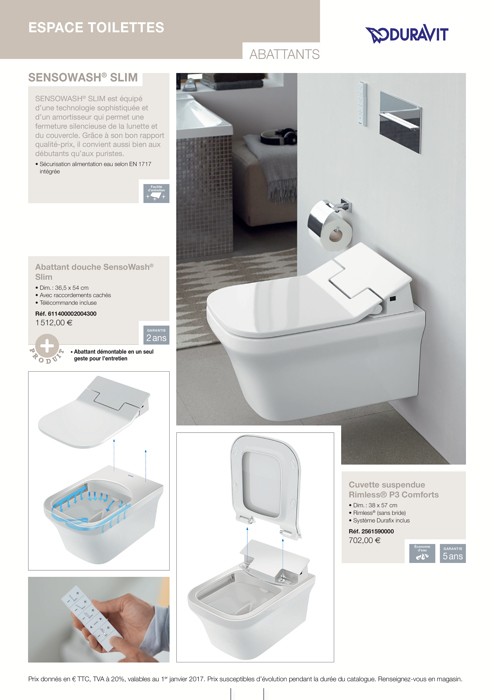 ESPACE TOILETTES
DURAVIT
ABATTANTS
SENSOWASH® SLIM
SENSOWASH® SLIM est équipé
d'une technologie sophistiquée et
d'un amortisseur qui permet une
fermeture silencieuse de la lunette et
du couvercle. Grâce à son bon rapport
qualité-prix, il convient aussi bien aux
débutants qu'aux puristes.
• Sécurisation alimentation eau selon EN 1717
intégrée
Abattant douche SensoWash®
Slim
• Dim. : 36,5 x 54 cm
• Avec raccordements cachés
• Télécommande incluse
Réf. 611400002004300
1 512,00 €
GARANTIE
2 ans
PRODUIT
• Abattant démontable en un seul
geste pour l'entretien
Cuvette suspendue
Rimless® P3 Comforts
• Dim. : 38 x 57 cm
• Rimless® (sans bride)
• Système Durafix inclus
Réf. 2561590000
702,00 €
Économie
d'eau
GARANTIE
5 ans
Prix donnés en € TTC, TVA à 20%, valables au 1er janvier 2017. Prix susceptibles d'évolution pendant la durée du catalogue. Renseignez-vous en magasin.